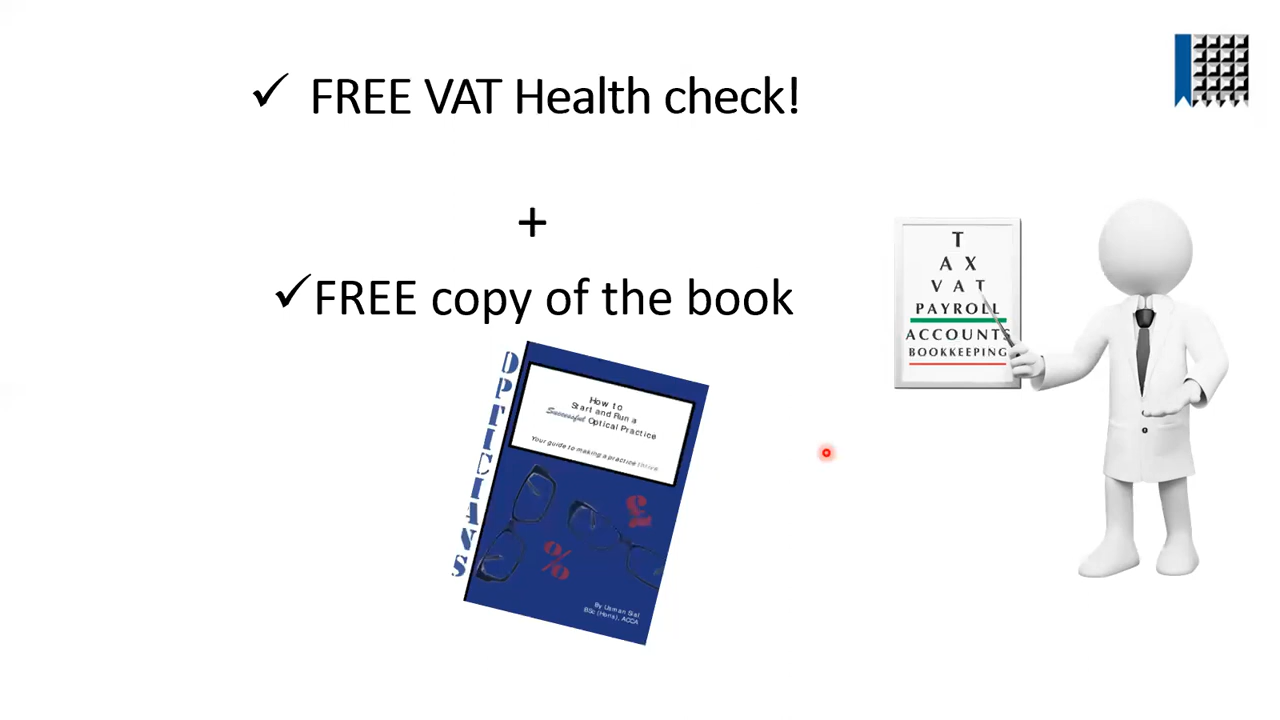 ✓ FREE VAT Health check!
+
✓FREE copy of the book
OPTICIANS
How to
Start and Run a
Successful Optical Practice
Your guide to making a practice thrive
£
%
By Usman Sial
BSc (Hons), ACCA
T
A X
V A T
PAYROLL
ACCOUNTS
BOOKKEEPING